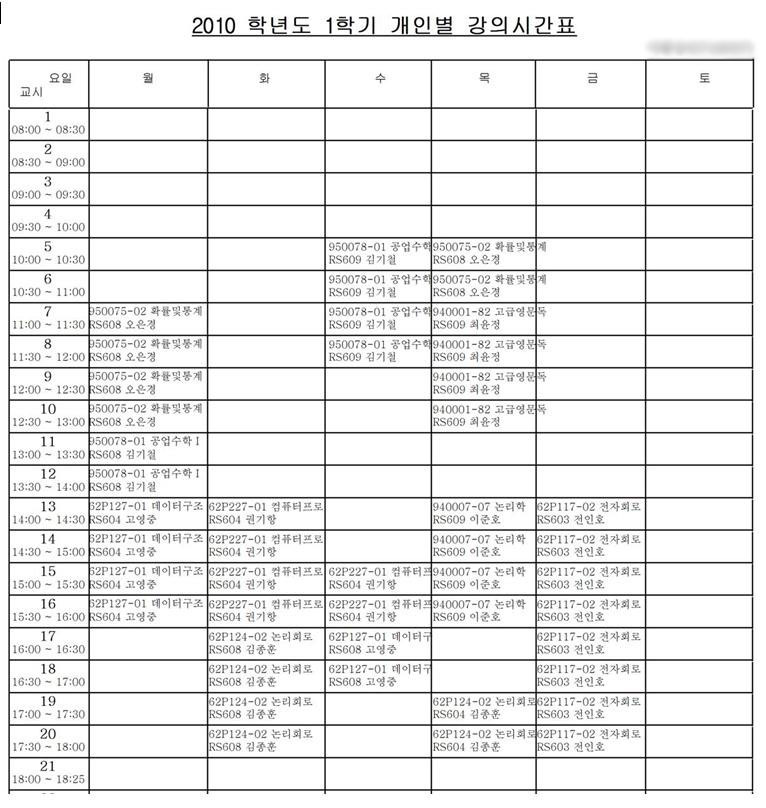 2010 학년도 1학기 개인별 강의시간표
요일 월 화 수 목 금 토
교시
1
08:00 ~ 08:30
2
08:30 ~ 09:00
3
09:00 ~ 09:30
4
09:30 ~ 10:00
5 950078-01 공업수학 950075-02 확률및통계
10:00 ~ 10:30 RS609 김기철 RS608 오은경
6 950078-01 공업수학 950075-02 확률및통계
10:30 ~ 11:00 RS609 김기철 RS608 오은경
7 950075-02 확률및통계 950078-01 공업수학 940001-82 고급영문독
11:00 ~ 11:30 RS608 오은경 RS609 김기철 RS609 최윤정
8 950075-02 확률및통계 950078-01 공업수학 940001-82 고급영문독
11:30 ~ 12:00 RS608 오은경 RS609 김기철 RS609 최윤정
9 950075-02 확률및통계 940001-82 고급영문독
12:00 ~ 12:30 RS608 오은경 RS609 최윤정
10 950075-02 확률및통계 940001-82 고급영문독
12:30 ~ 13:00 RS608 오은경 RS609 최윤정
11 950078-01 공업수학 I
13:00 ~ 13:30 RS608 김기철
12 950078-01 공업수학 I
13:30 ~ 14:00 RS608 김기철
13 62P127-01 데이터구조 62P227-01 컴퓨터프로 940007-07 논리학 62P117-02 전자회로
14:00 ~ 14:30 RS604 고영중 RS604 권기항 RS609 이준호 RS603 전인호
14 62P127-01 데이터구조 62P227-01 컴퓨터프로 940007-07 논리학 62P117-02 전자회로
14:30 ~ 15:00 RS604 고영중 RS604 권기항 RS609 이준호 RS603 전인호
15 62P127-01 데이터구조 62P227-01 컴퓨터프로 62P227-01 컴퓨터프 940007-07 논리학 62P117-02 전자회로
15:00 ~ 15:30 RS604 고영중 RS604 권기항 RS604 권기항 RS609 이준호 RS603 전인호
16 62P127-01 데이터구조 62P227-01 컴퓨터프로 62P227-01 컴퓨터프 940007-07 논리학 62P117-02 전자회로
15:30 ~ 16:00 RS604 고영중 RS604 권기항 RS604 권기항 RS609 이준호 RS603 전인호
17 62P124-02 논리회로 62P127-01 데이터구 62P117-02 전자회로
16:00 ~ 16:30 RS608 김종훈 RS608 고영중 RS603 전인호
18 62P124-02 논리회로 62P127-01 데이터구 62P117-02 전자회로
16:30 ~ 17:00 RS608 김종훈 RS608 고영중 RS603 전인호
19 62P124-02 논리회로 62P124-02 논리회로 62P117-02 전자회로
17:00 ~ 17:30 RS608 김종훈 RS604 김종훈 RS603 전인호
20 62P124-02 논리회로 62P124-02 논리회로 62P117-02 전자회로
17:30 ~ 18:00 RS608 김종훈 RS604 김종훈 RS603 전인호
21
18:00 ~ 18:25